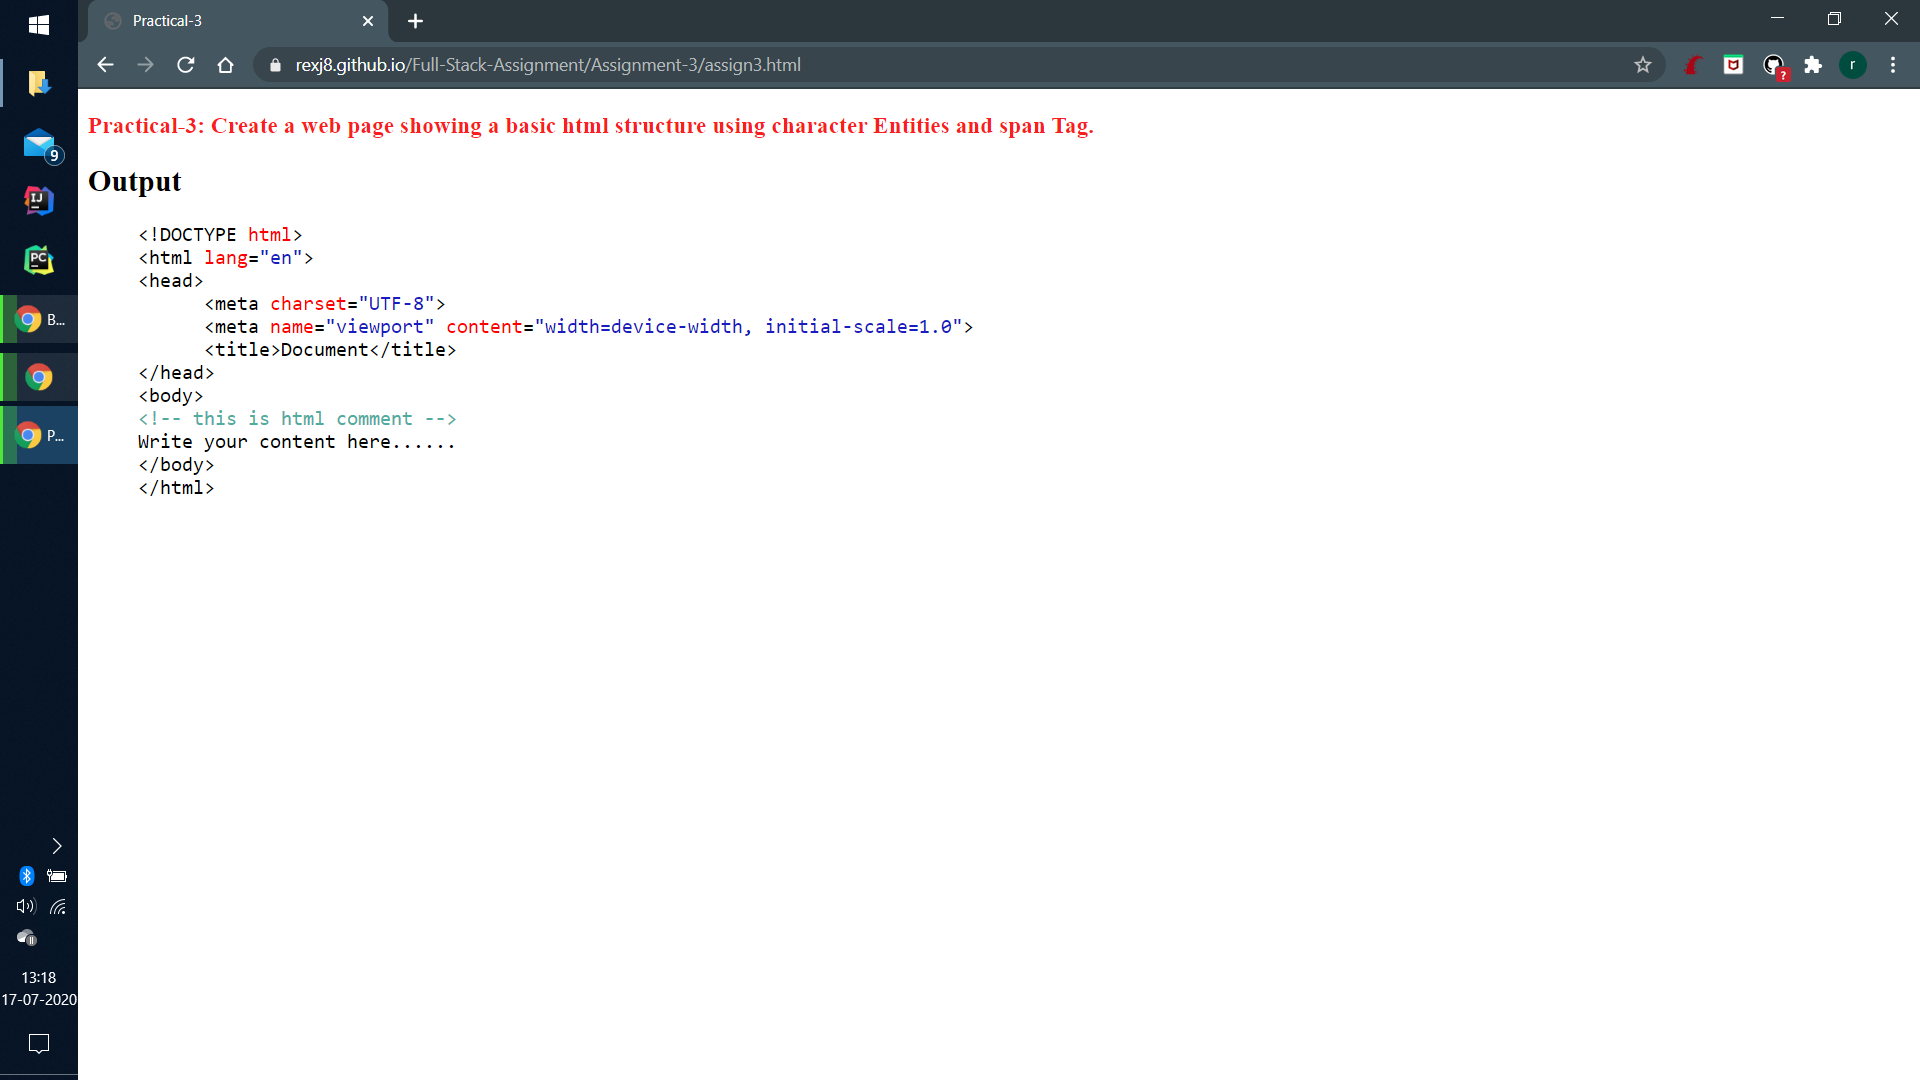 Practical-3
rexj8.github.io/Full-Stack-Assignment/Assignment-3/assign3.html
r
?
Practical-3: Create a web page showing a basic html structure using character Entities and span Tag.
Output
<!DOCTYPE html>
<html lang="en">
<head>
<meta charset="UTF-8">
<meta name="viewport" content="width=device-width, initial-scale=1.0">
<title>Document</title>
</head>
<body>
<!-- this is html comment -->
Write your content here......
</body>
</html>
9
IJ
PC
B...
P...
13:18
17-07-2020